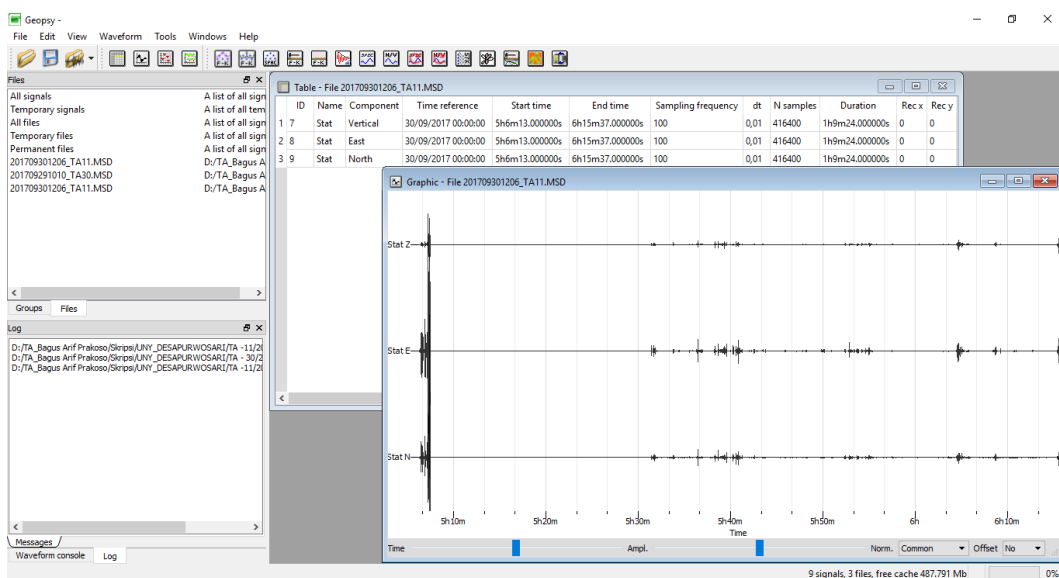 Geopsy -
File Edit View Waveform Tools Windows Help
Files
All signals A list of all sign
Temporary signals A list of all tem
All files A list of all sign
Temporary files A list of all sign
Permanent files A list of all sign
201709301206_TA11.MSD D:/TA_Bagus A
201709291010_TA30.MSD D:/TA_Bagus A
201709301206_TA11.MSD D:/TA_Bagus A
Groups Files
Log
D:/TA_Bagus Arif Prakoso/Skripsi/UNY_DESAPURWOSARI/TA -11/20
D:/TA_Bagus Arif Prakoso/Skripsi/UNY_DESAPURWOSARI/TA - 30/2
D:/TA_Bagus Arif Prakoso/Skripsi/UNY_DESAPURWOSARI/TA -11/20
Messages
Waveform console Log
Table - File 201709301206_TA11.MSD
ID Name Component Time reference Start time End time Sampling frequency dt N samples Duration Rec x Rec y
1 7 Stat Vertical 30/09/2017 00:00:00 5h6m13.000000s 6h15m37.000000s 100 0,01 416400 1h9m24.000000s 0 0
2 8 Stat East 30/09/2017 00:00:00 5h6m13.000000s 6h15m37.000000s 100 0,01 416400 1h9m24.000000s 0 0
3 9 Stat North 30/09/2017 00:00:00 5h6m13.000000s 6h15m37.000000s 100 0,01 416400 1h9m24.000000s 0 0
Graphic - File 201709301206_TA11.MSD
Stat Z
Stat E
Stat N
5h10m 5h20m 5h30m 5h40m 5h50m 6h 6h10m
Time
Time Ampl. Norm. Common Offset No
9 signals, 3 files, free cache 487.791 Mb 0%